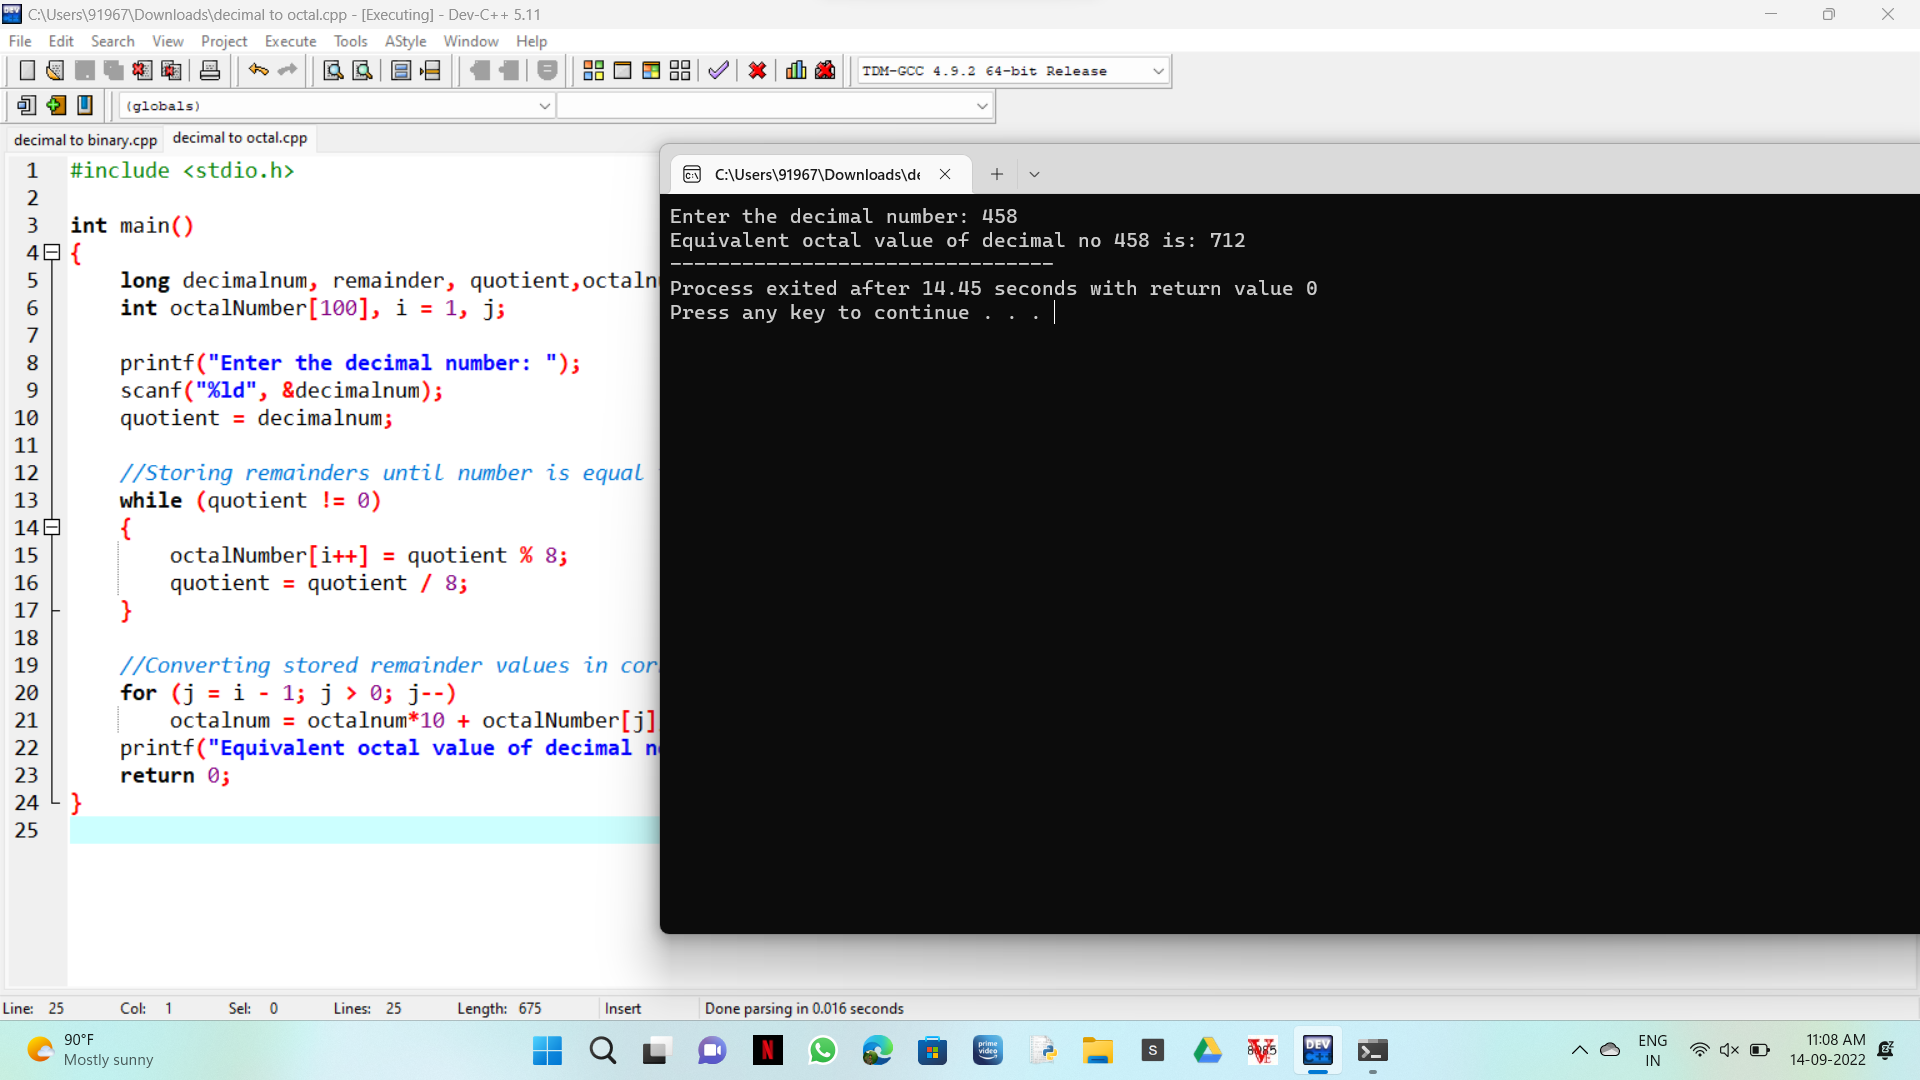 C:\Users\91967\Downloads\decimal to octal.cpp - [Executing] - Dev-C++ 5.11
File Edit Search View Project Execute Tools AStyle Window Help
TDM-GCC 4.9.2 64-bit Release
(globals)
decimal to binary.cpp decimal to octal.cpp
1 #include <stdio.h>
2
3 int main()
4 {
5 long decimalnum, remainder, quotient,octaln
6 int octalNumber[100], i = 1, j;
7
8 printf("Enter the decimal number: ");
9 scanf("%ld", &decimalnum);
10 quotient = decimalnum;
11
12 //Storing remainders until number is equal
13 while (quotient != 0)
14 {
15 octalNumber[i++] = quotient % 8;
16 quotient = quotient / 8;
17 }
18
19 //Converting stored remainder values in cor
20 for (j = i - 1; j > 0; j--)
21 octalnum = octalnum*10 + octalNumber[j]
22 printf("Equivalent octal value of decimal n
23 return 0;
24 }
25
C:\Users\91967\Downloads\de
Enter the decimal number: 458
Equivalent octal value of decimal no 458 is: 712
--------------------------------
Process exited after 14.45 seconds with return value 0
Press any key to continue . . .
Line: 25 Col: 1 Sel: 0 Lines: 25 Length: 675 Insert Done parsing in 0.016 seconds
90°F
Mostly sunny
N
prime video
S
8085
DEV C++
ENG
IN
11:08 AM
14-09-2022